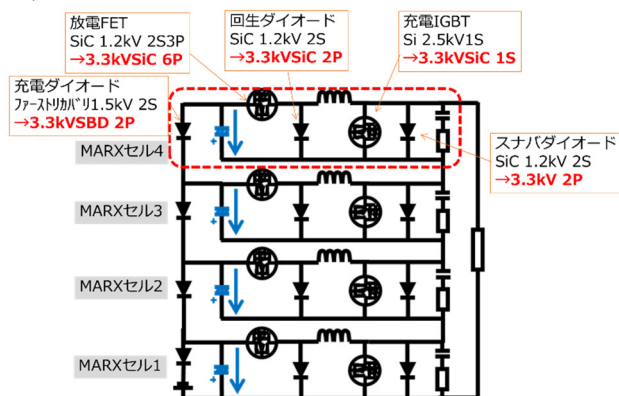 放電FET
SiC 1.2kV 2S3P
→3.3kVSiC 6P
回生ダイオード
SiC 1.2kV 2S
→3.3kVSiC 2P
充電IGBT
Si 2.5kV1S
→3.3kVSiC 1S
充電ダイオード
ﾌｧｰｽﾄﾘｶﾊﾞﾘ1.5kV 2S
→3.3kVSBD 2P
スナバダイオード
SiC 1.2kV 2S
→3.3kV 2P
MARXセル4
MARXセル3
MARXセル2
MARXセル1